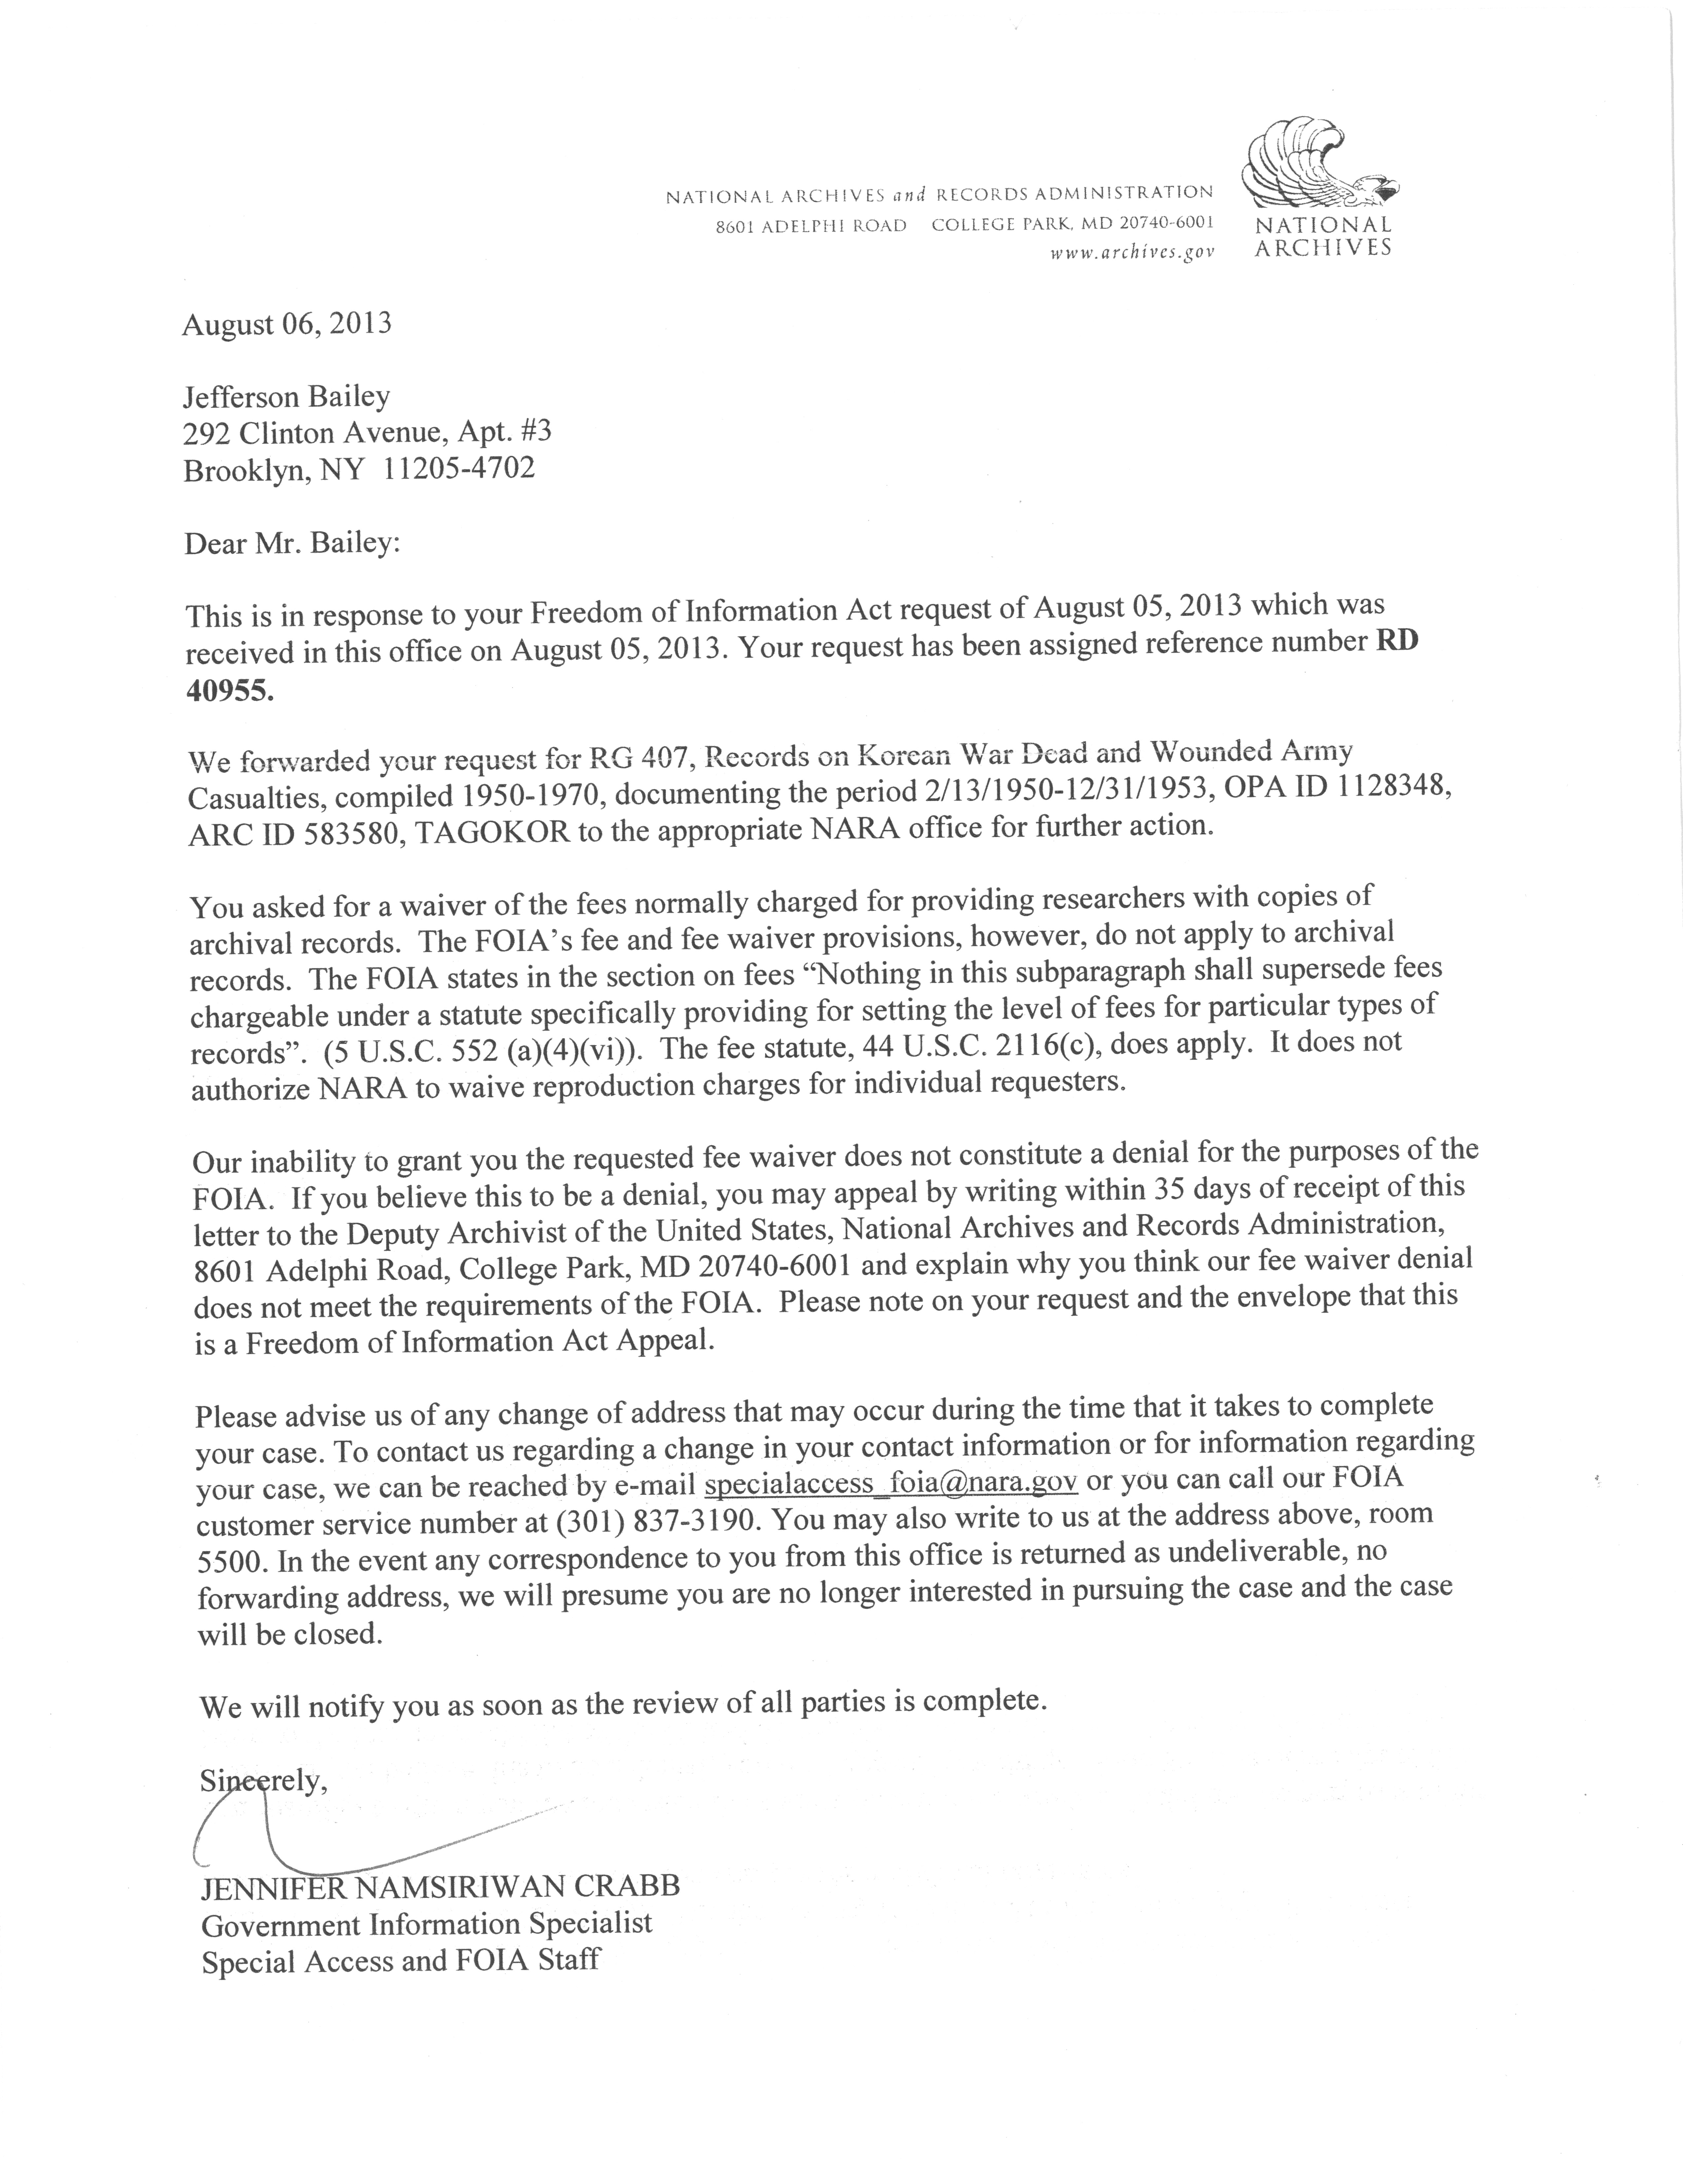 NATIONAL ARCHIVES and RECORDS ADMINISTRATION
8601 ADELPHI ROAD COLLEGE PARK, MD 20740-6001
www.archives.gov
NATIONAL
ARCHIVES
August 06, 2013
Jefferson Bailey
292 Clinton Avenue, Apt. #3
Brooklyn, NY 11205-4702
Dear Mr. Bailey:
This is in response to your Freedom of Information Act request of August 05, 2013 which was
received in this office on August 05, 2013. Your request has been assigned reference number RD
40955.
We forwarded your request for RG 407, Records on Korean War Dead and Wounded Army
Casualties, compiled 1950-1970, documenting the period 2/13/1950-12/31/1953, OPA ID 1128348,
ARC ID 583580, TAGOKOR to the appropriate NARA office for further action.
You asked for a waiver of the fees normally charged for providing researchers with copies of
archival records. The FOIA’s fee and fee waiver provisions, however, do not apply to archival
records. The FOIA states in the section on fees “Nothing in this subparagraph shall supersede fees
chargeable under a statute specifically providing for setting the level of fees for particular types of
records”. (5 U.S.C. 552 (a)(4)(vi)). The fee statute, 44 U.S.C. 2116(c), does apply. It does not
authorize NARA to waive reproduction charges for individual requesters.
Our inability to grant you the requested fee waiver does not constitute a denial for the purposes of the
FOIA. If you believe this to be a denial, you may appeal by writing within 35 days of receipt of this
letter to the Deputy Archivist of the United States, National Archives and Records Administration,
8601 Adelphi Road, College Park, MD 20740-6001 and explain why you think our fee waiver denial
does not meet the requirements of the FOIA. Please note on your request and the envelope that this
is a Freedom of Information Act Appeal.
Please advise us of any change of address that may occur during the time that it takes to complete
your case. To contact us regarding a change in your contact information or for information regarding
your case, we can be reached by e-mail specialaccess_foia@nara.gov or you can call our FOIA
customer service number at (301) 837-3190. You may also write to us at the address above, room
5500. In the event any correspondence to you from this office is returned as undeliverable, no
forwarding address, we will presume you are no longer interested in pursuing the case and the case
will be closed.
We will notify you as soon as the review of all parties is complete.
Sincerely,
JENNIFER NAMSIRIWAN CRABB
Government Information Specialist
Special Access and FOIA Staff